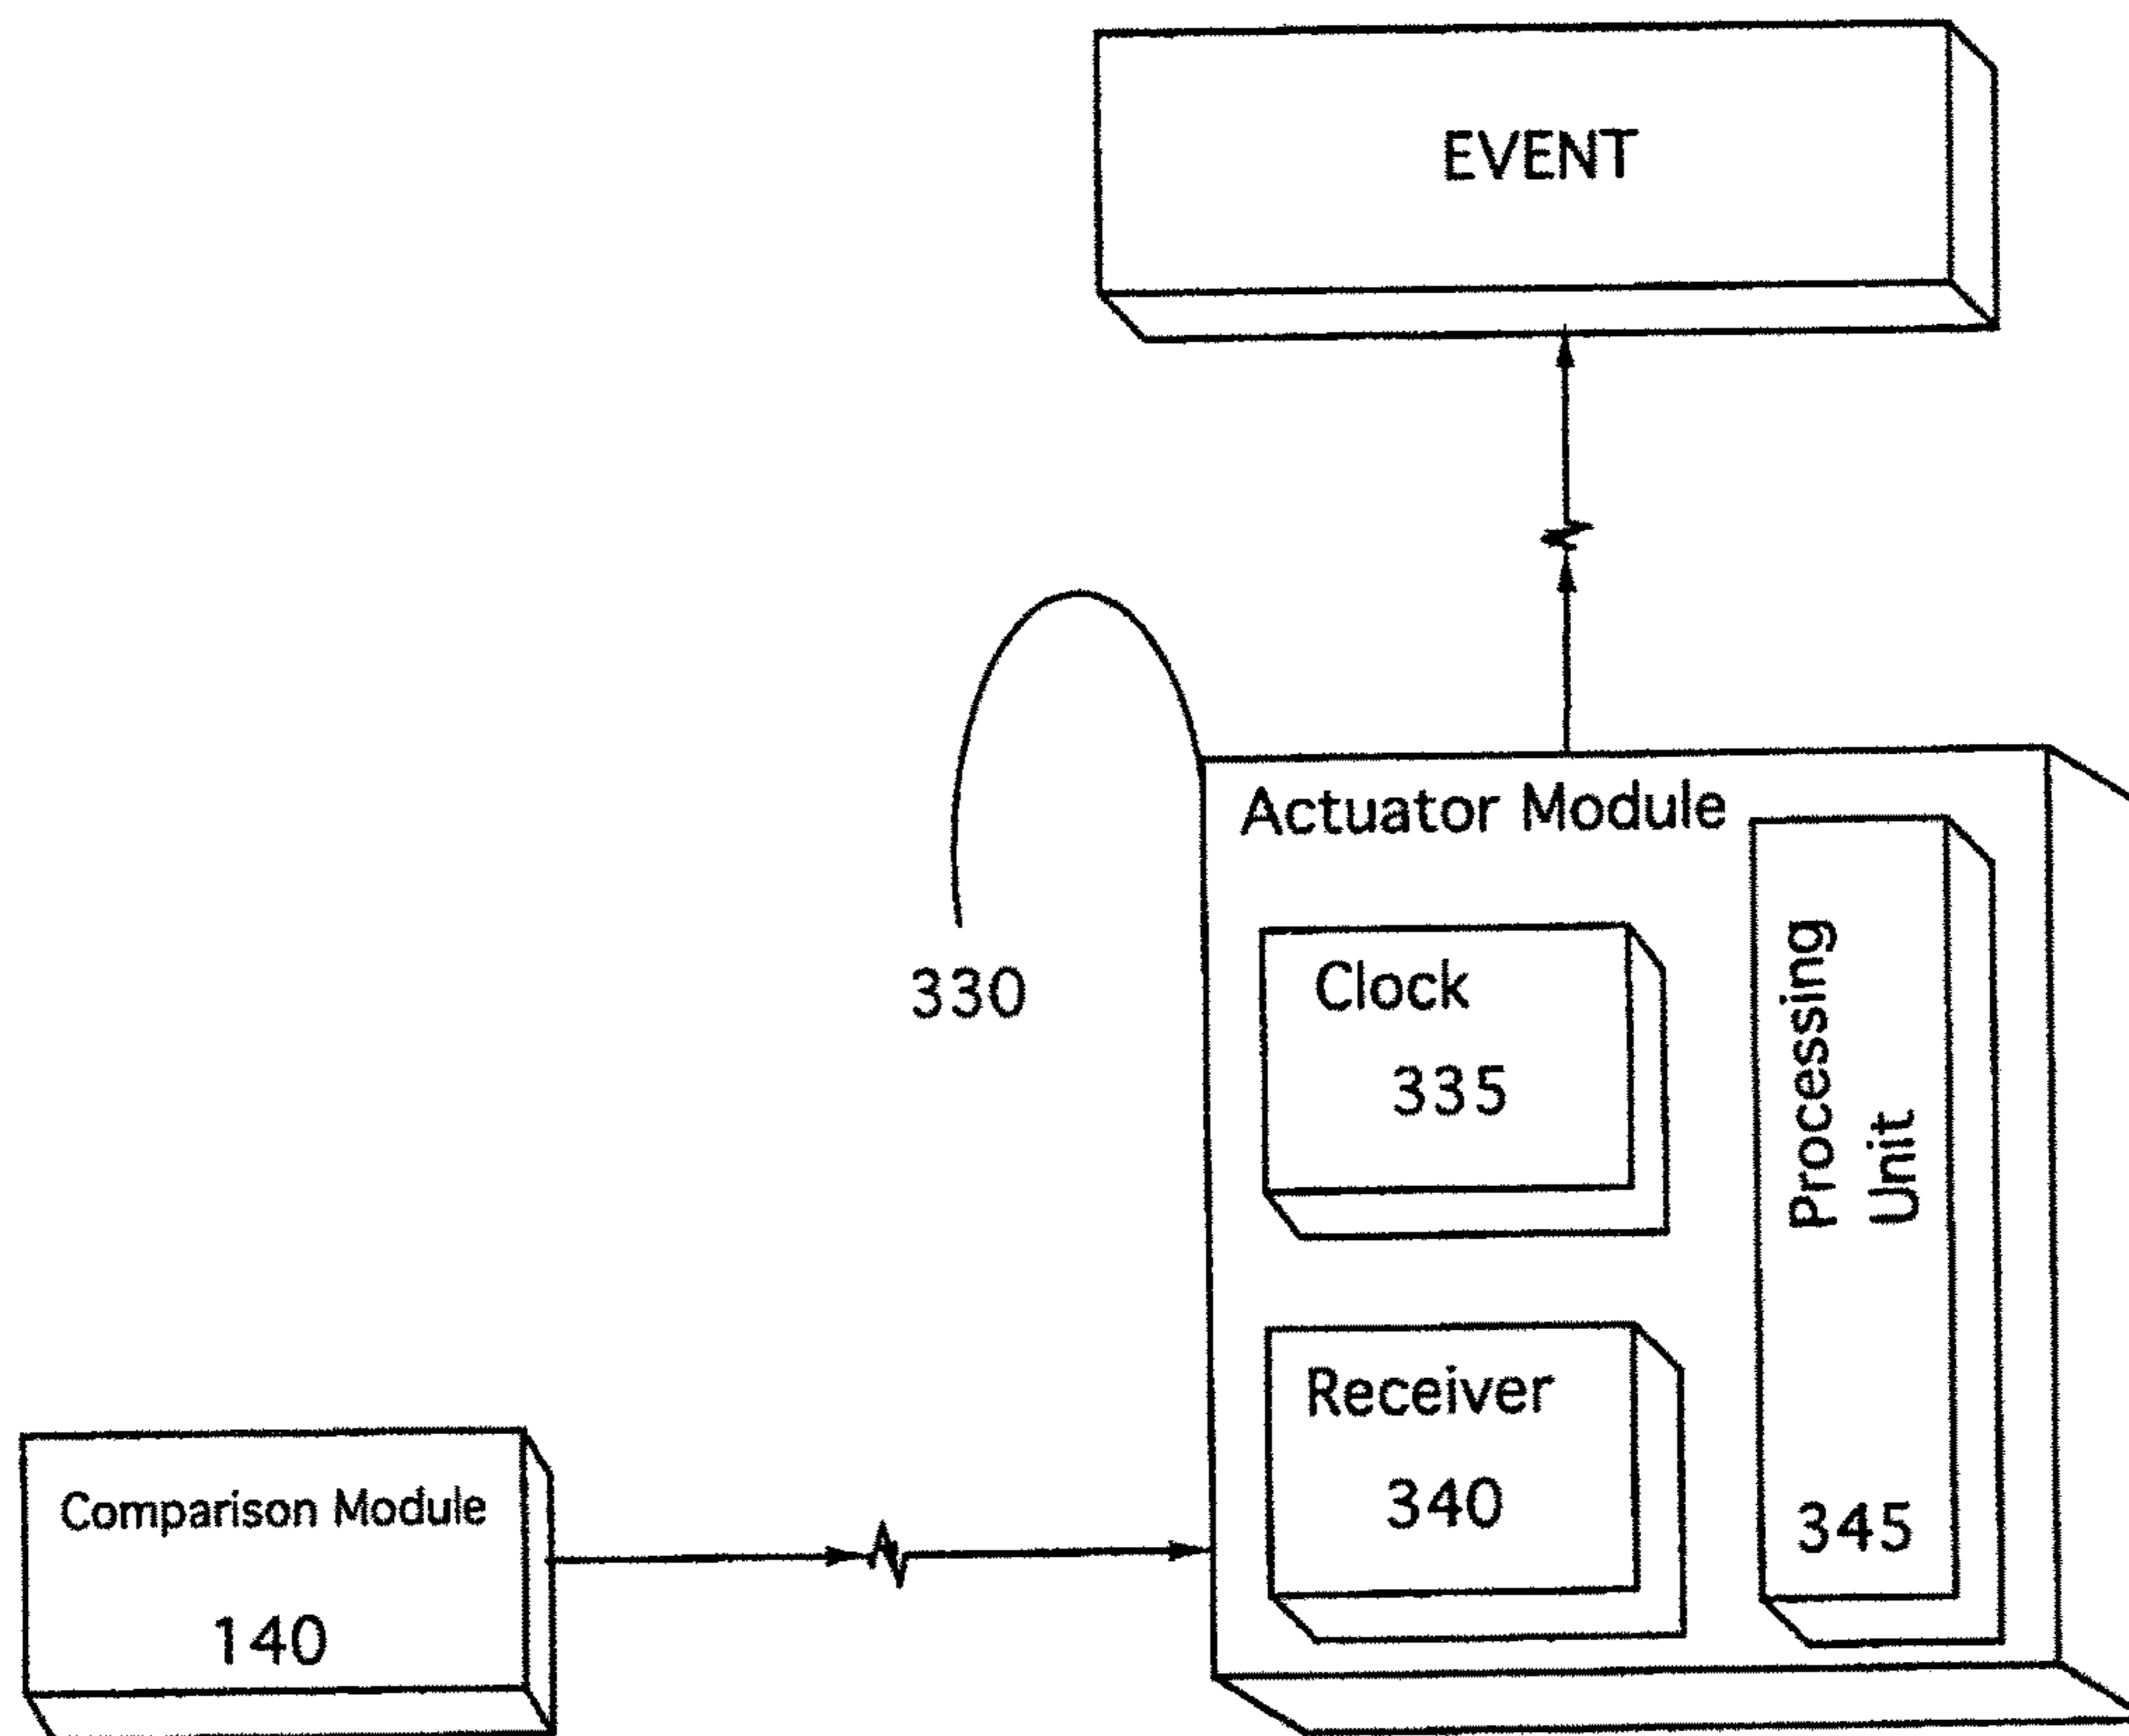 EVENT
Actuator Module
330
Clock
335
Processing
Unit
345
Receiver
340
Comparison Module
140